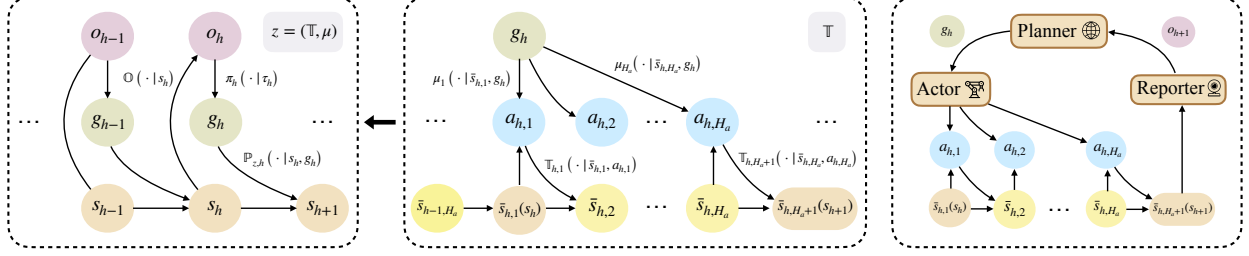 o_{h-1}
o_h
z = (𝕋, μ)
𝕆( · | s_h)
π_h( · | τ_h)
...
g_{h-1}
g_h
...
ℙ_{z,h}( · | s_h, g_h)
s_{h-1}
s_h
s_{h+1}
g_h
𝕋
μ_1( · | s̄_{h,1}, g_h)
μ_{H_a}( · | s̄_{h,H_a}, g_h)
...
a_{h,1}
a_{h,2}
...
a_{h,H_a}
...
𝕋_{h,1}( · | s̄_{h,1}, a_{h,1})
𝕋_{h,H_a+1}( · | s̄_{h,H_a}, a_{h,H_a})
s̄_{h-1,H_a}
s̄_{h,1}(s_h)
s̄_{h,2}
...
s̄_{h,H_a}
s̄_{h,H_a+1}(s_{h+1})
g_h
Planner
o_{h+1}
Actor
Reporter
a_{h,1}
a_{h,2}
a_{h,H_a}
s̄_{h,1}(s_h)
s̄_{h,2}
...
s̄_{h,H_a}
s̄_{h,H_a+1}(s_{h+1})